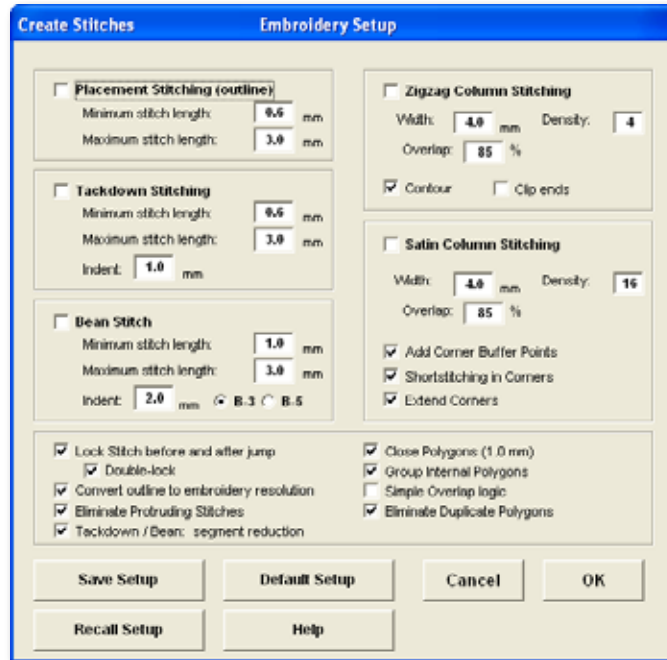 Create Stitches Embroidery Setup
Placement Stitching (outline)
Minimum stitch length: 0.6 mm
Maximum stitch length: 3.0 mm
Tackdown Stitching
Minimum stitch length: 0.6 mm
Maximum stitch length: 3.0 mm
Indent: 1.0 mm
Bean Stitch
Minimum stitch length: 1.0 mm
Maximum stitch length: 3.0 mm
Indent: 2.0 mm B-3 B-5
Zigzag Column Stitching
Width: 4.0 mm Density: 4
Overlap: 85 %
Contour Clip ends
Satin Column Stitching
Width: 4.0 mm Density: 16
Overlap: 85 %
Add Corner Buffer Points
Shortstitching in Corners
Extend Corners
Lock Stitch before and after jump
Double-lock
Convert outline to embroidery resolution
Eliminate Protruding Stitches
Tackdown / Bean: segment reduction
Close Polygons (1.0 mm)
Group Internal Polygons
Simple Overlap logic
Eliminate Duplicate Polygons
Save Setup Default Setup Cancel OK
Recall Setup Help